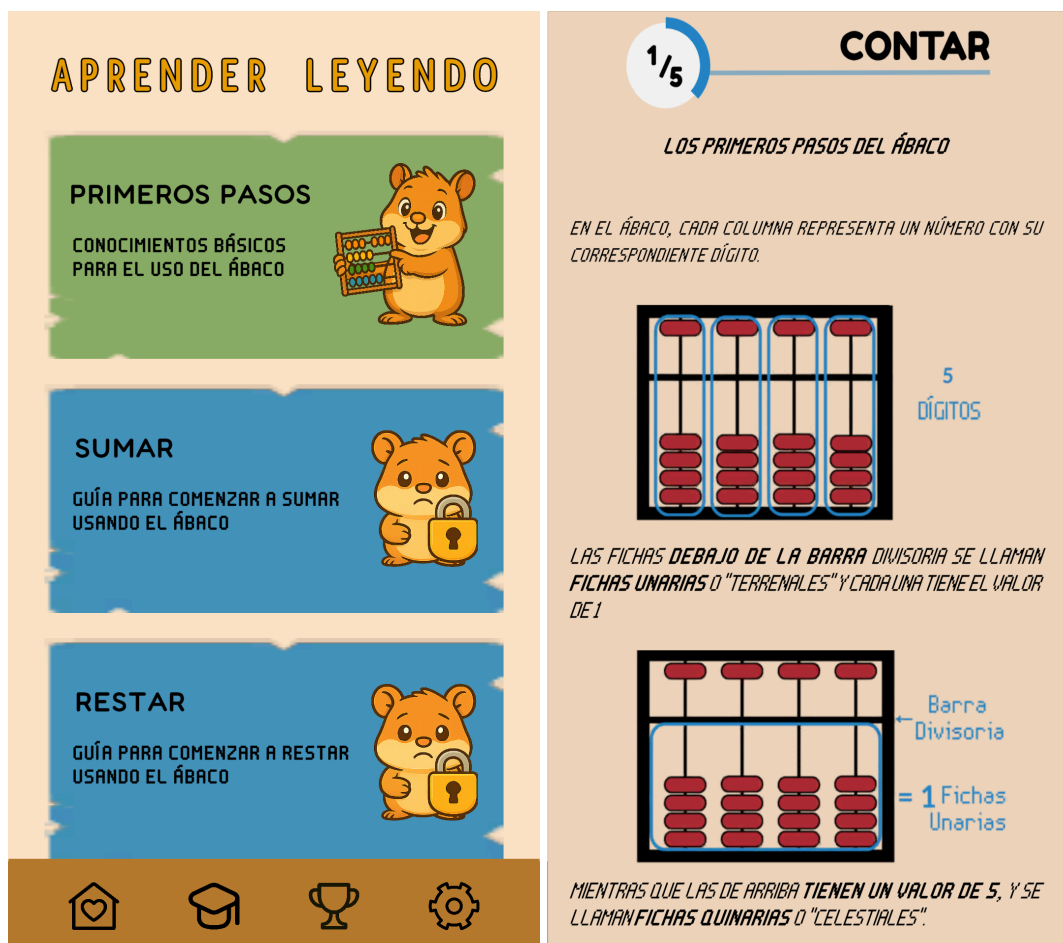 APRENDER LEYENDO
PRIMEROS PASOS
CONOCIMIENTOS BÁSICOS
PARA EL USO DEL ÁBACO
SUMAR
GUÍA PARA COMENZAR A SUMAR
USANDO EL ÁBACO
RESTAR
GUÍA PARA COMENZAR A RESTAR
USANDO EL ÁBACO
1/5
CONTAR
LOS PRIMEROS PASOS DEL ÁBACO
EN EL ÁBACO, CADA COLUMNA REPRESENTA UN NÚMERO CON SU
CORRESPONDIENTE DÍGITO.
5
DÍGITOS
LAS FICHAS DEBAJO DE LA BARRA DIVISORIA SE LLAMAN
FICHAS UNARIAS O "TERRENALES" Y CADA UNA TIENE EL VALOR
DE 1
←Barra
Divisoria
= 1 Fichas
Unarias
MIENTRAS QUE LAS DE ARRIBA TIENEN UN VALOR DE 5, Y SE
LLAMAN FICHAS QUINARIAS O "CELESTIALES".